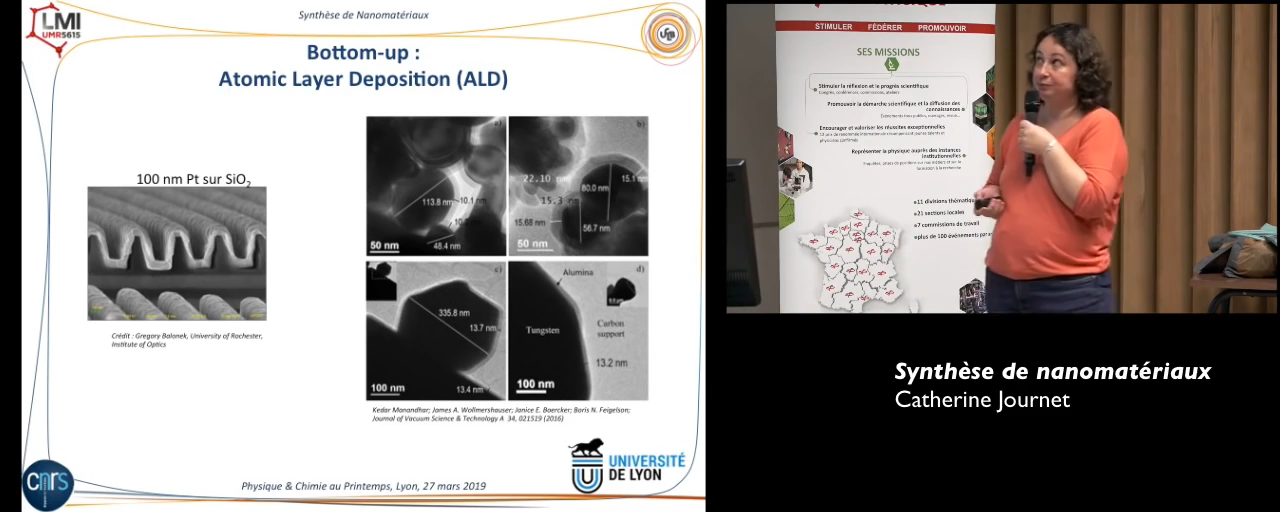 Synthèse de Nanomatériaux
LMI
UMR5615
Bottom-up :
Atomic Layer Deposition (ALD)
100 nm Pt sur SiO2
Crédit : Gregory Balonek, University of Rochester,
Institute of Optics
a)
113.8 nm
10.1 nm
48.4 nm
50 nm
b)
22.10 nm
80.0 nm
15.1 nm
15.3 nm
15.68 nm
56.7 nm
50 nm
c)
335.8 nm
13.7 nm
13.4 nm
100 nm
Alumina
d)
Tungsten
Carbon
support
13.2 nm
100 nm
Kedar Manandhar; James A. Wollmershauser; Janice E. Boercker; Boris N. Feigelson;
Journal of Vacuum Science & Technology A 34, 021519 (2016)
cnrs
Physique & Chimie au Printemps, Lyon, 27 mars 2019
UNIVERSITÉ
DE LYON
STIMULER FÉDÉRER PROMOUVOIR
SES MISSIONS
Stimuler la réflexion et le progrès scientifique
Congrès, conférences, commissions, ateliers
Promouvoir la démarche scientifique et la diffusion des
connaissances
Encourager et valoriser les réussites exceptionnelles
Représenter la physique auprès des instances
institutionnelles
11 divisions thématiq
21 sections locales
7 commissions de travail
plus de 100 événements par
Synthèse de nanomatériaux
Catherine Journet